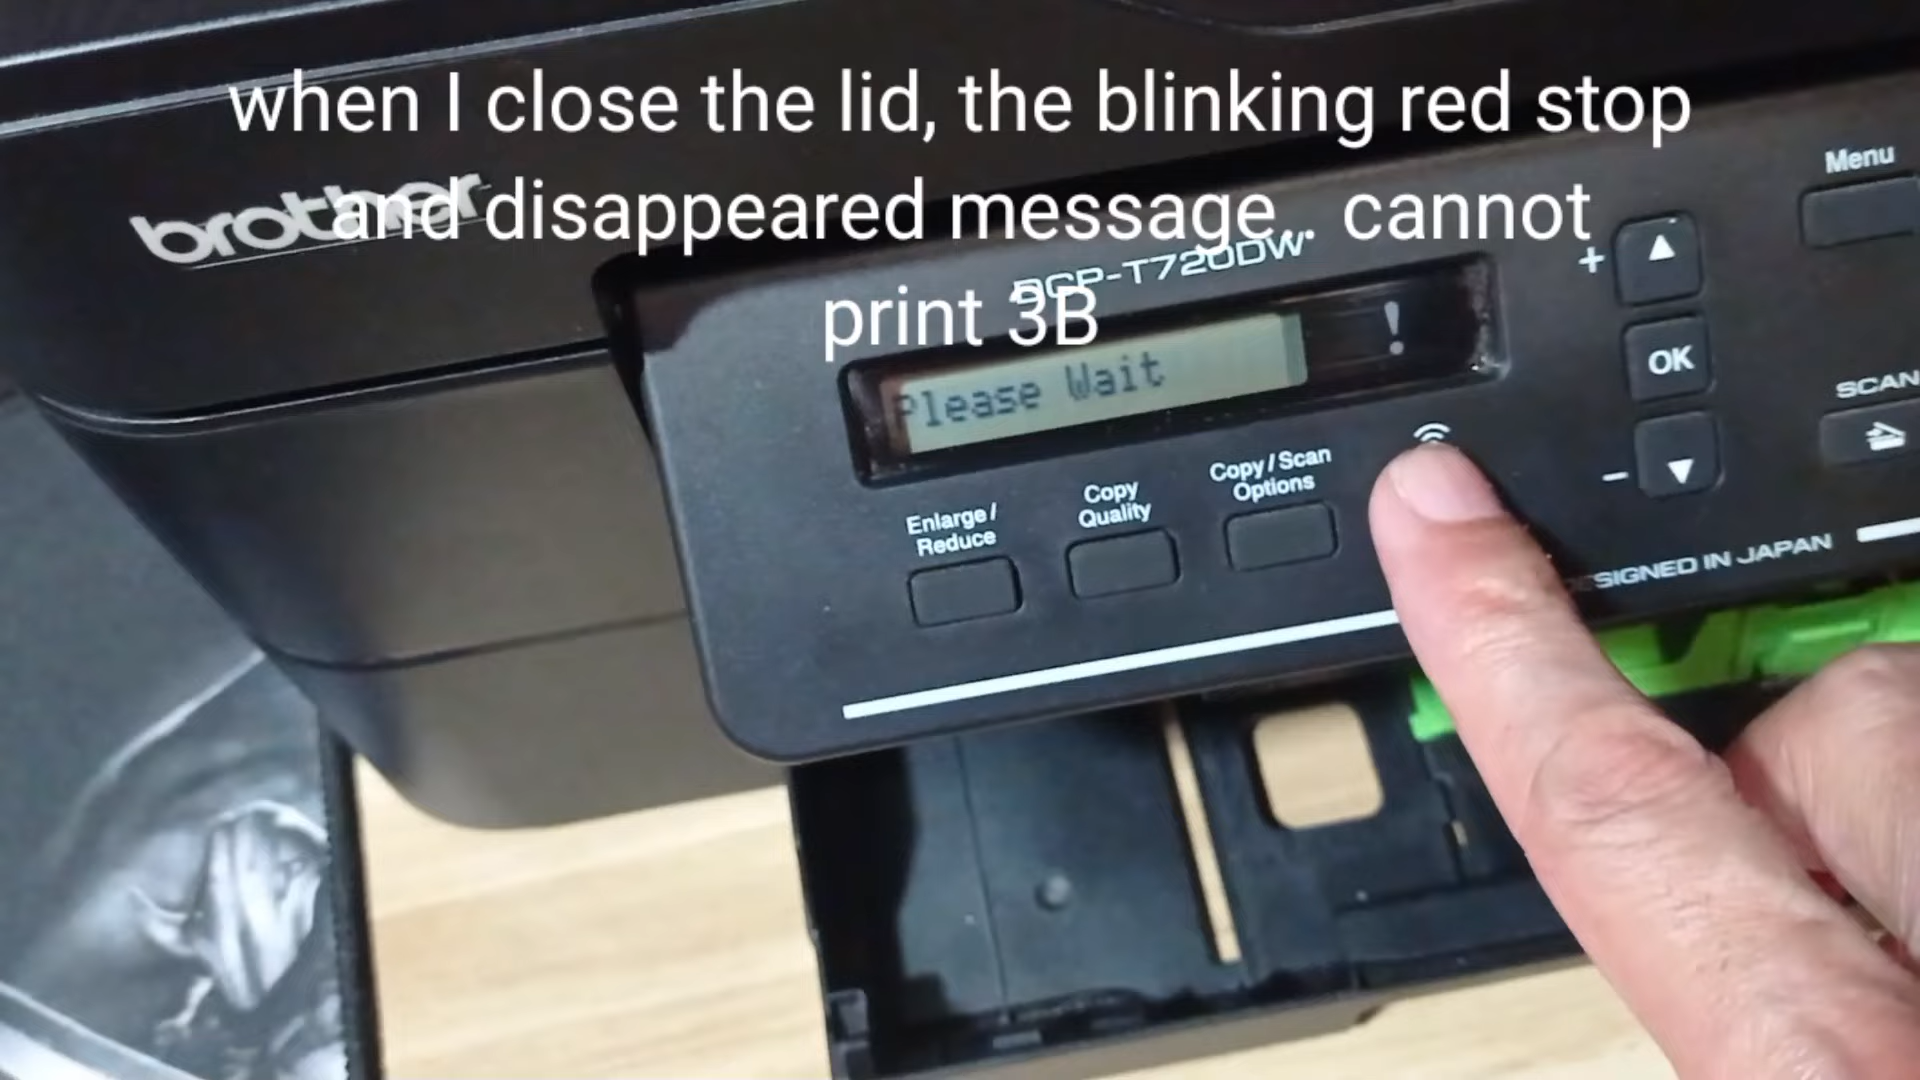 when I close the lid, the blinking red stop
and disappeared message.. cannot
print 3B
brother
DCP-T720DW
Menu
+
OK
-
!
Please Wait
SCAN
Enlarge/
Reduce
Copy
Quality
Copy/Scan
Options
DESIGNED IN JAPAN